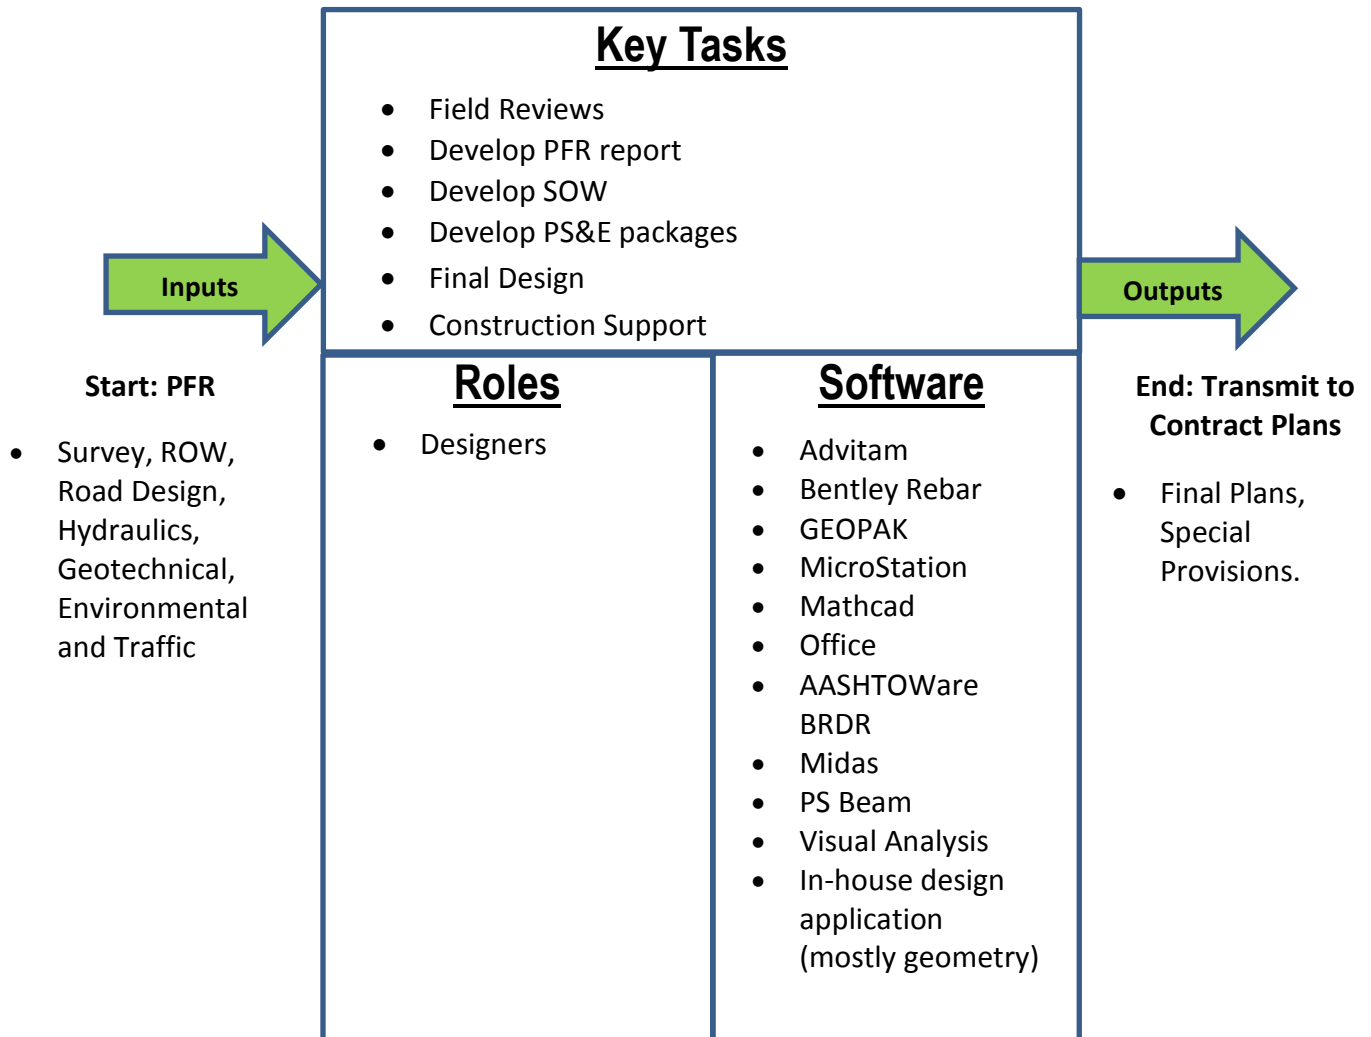 Key Tasks
• Field Reviews
• Develop PFR report
• Develop SOW
• Develop PS&E packages
• Final Design
• Construction Support
Inputs
Start: PFR
• Survey, ROW,
Road Design,
Hydraulics,
Geotechnical,
Environmental
and Traffic
Roles
• Designers
Software
• Advitam
• Bentley Rebar
• GEOPAK
• MicroStation
• Mathcad
• Office
• AASHTOWare
BRDR
• Midas
• PS Beam
• Visual Analysis
• In-house design
application
(mostly geometry)
Outputs
End: Transmit to
Contract Plans
• Final Plans,
Special
Provisions.